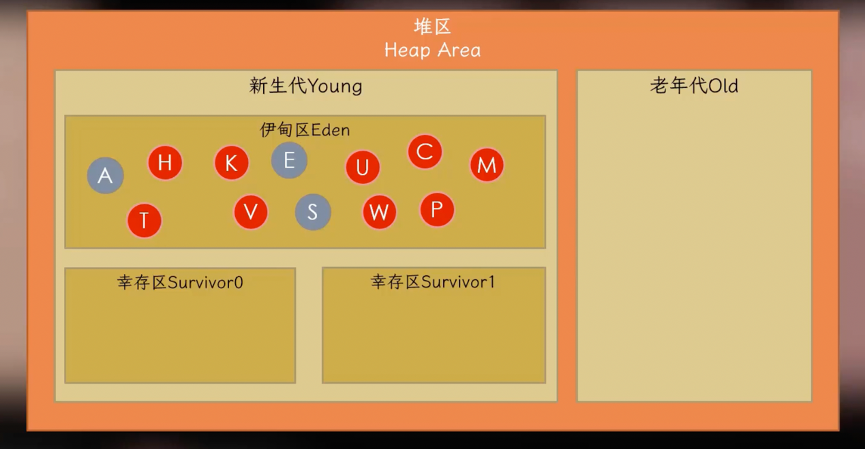 堆区
Heap Area
新生代Young
老年代Old
伊甸区Eden
A H K E U C M
T V S W P
幸存区Survivor0
幸存区Survivor1